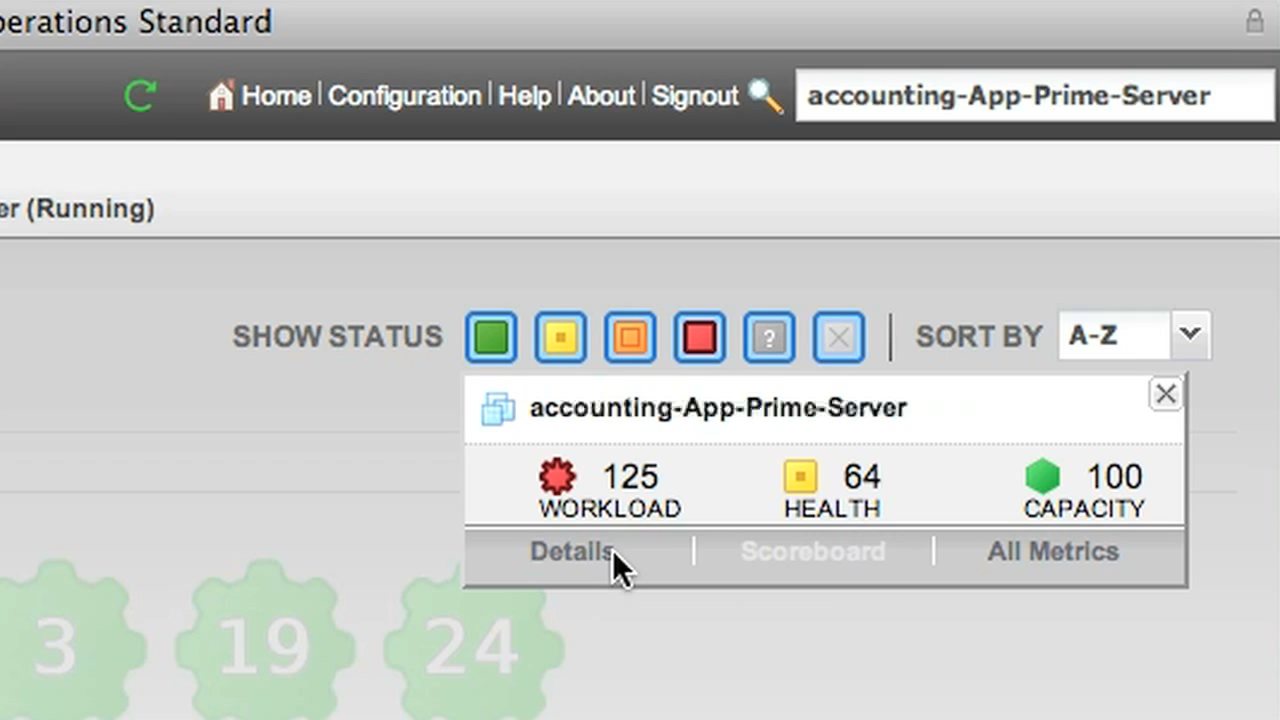 perations Standard
Home | Configuration | Help | About | Signout
accounting-App-Prime-Server
er (Running)
SHOW STATUS
?
SORT BY A-Z
accounting-App-Prime-Server
125 64 100
WORKLOAD HEALTH CAPACITY
Details Scoreboard All Metrics
3 19 24